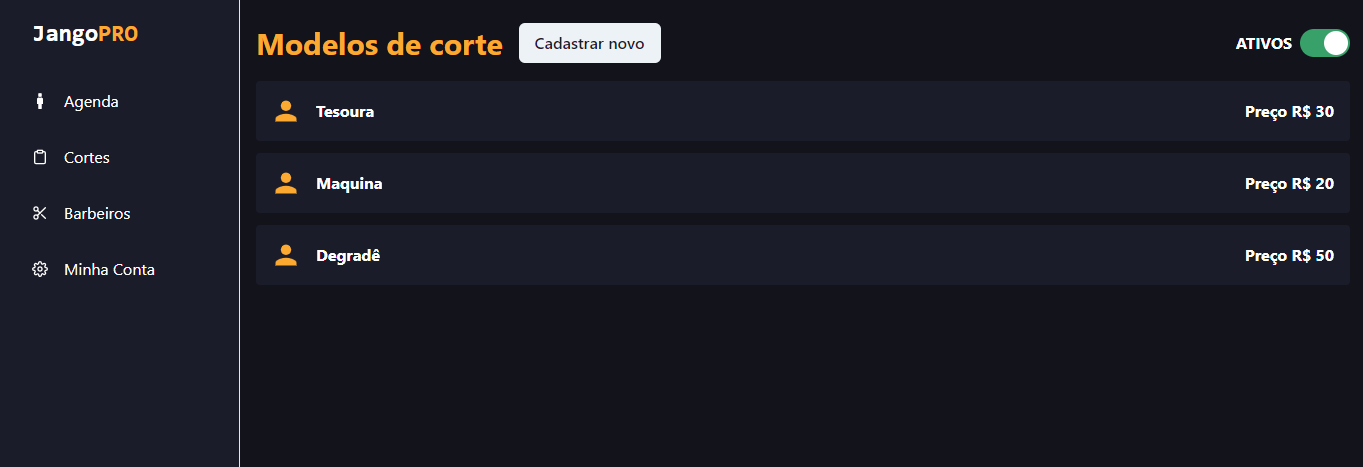 JangoPRO
Agenda
Cortes
Barbeiros
Minha Conta
Modelos de corte
Cadastrar novo
ATIVOS
Tesoura
Preço R$ 30
Maquina
Preço R$ 20
Degradê
Preço R$ 50